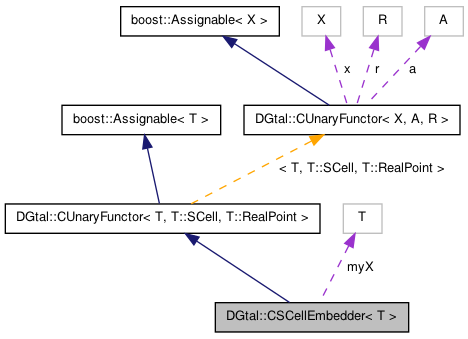 boost::Assignable< X >
X
R
A
x
r
a
boost::Assignable< T >
DGtal::CUnaryFunctor< X, A, R >
< T, T::SCell, T::RealPoint >
DGtal::CUnaryFunctor< T, T::SCell, T::RealPoint >
T
myX
DGtal::CSCellEmbedder< T >